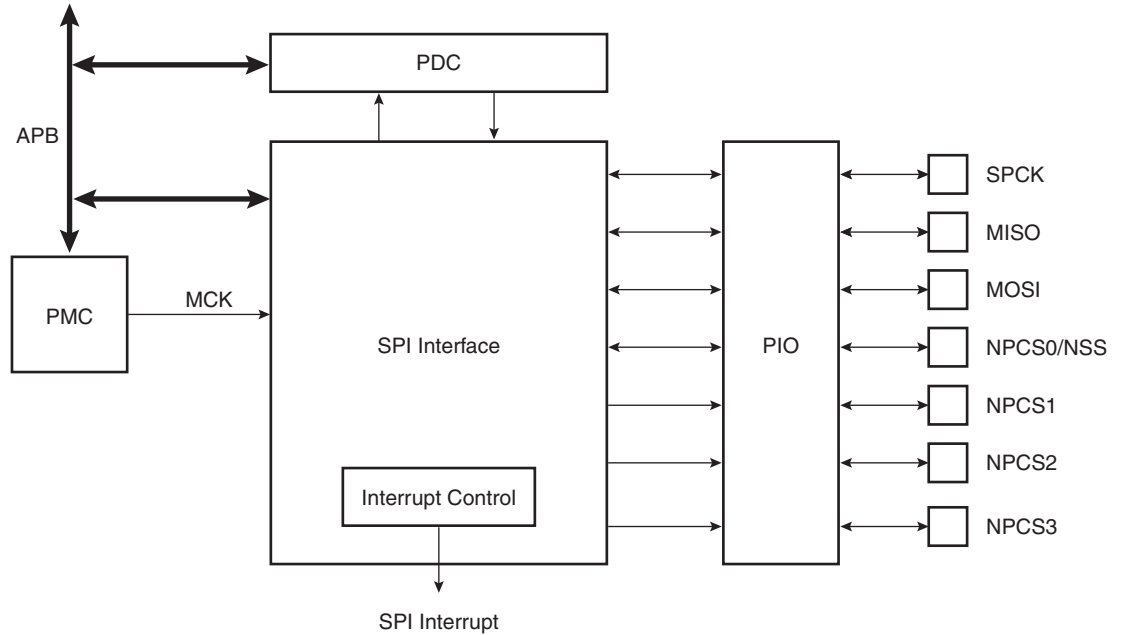 PDC
APB
SPCK
MISO
MCK
MOSI
PMC
SPI Interface
PIO
NPCS0/NSS
NPCS1
NPCS2
Interrupt Control
NPCS3
SPI Interrupt